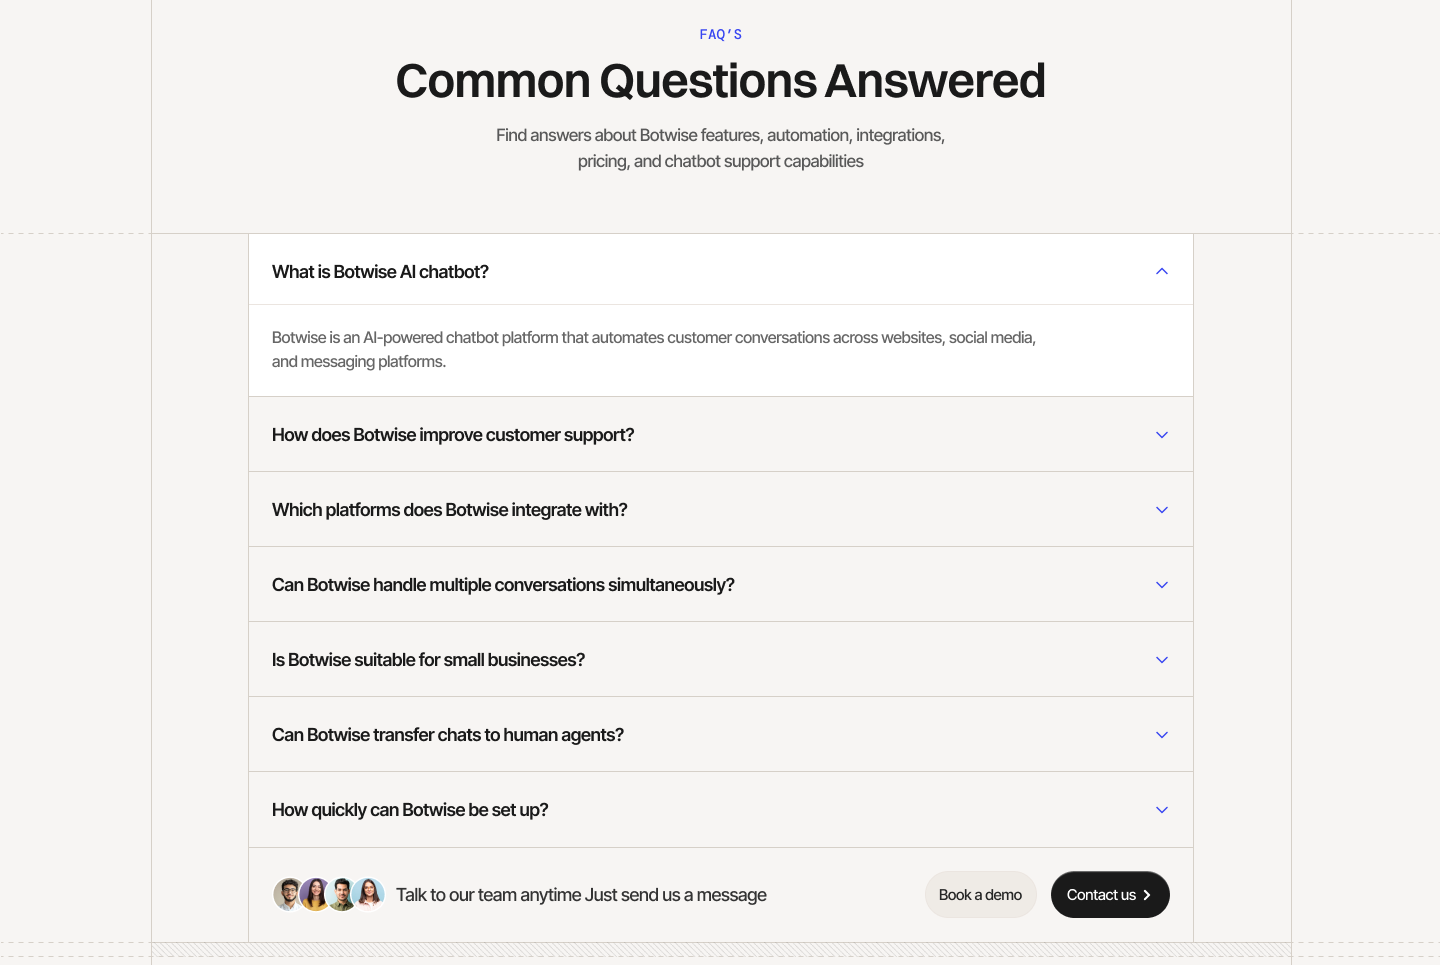 FAQ'S
Common Questions Answered
Find answers about Botwise features, automation, integrations,
pricing, and chatbot support capabilities
What is Botwise AI chatbot?
Botwise is an AI-powered chatbot platform that automates customer conversations across websites, social media,
and messaging platforms.
How does Botwise improve customer support?
Which platforms does Botwise integrate with?
Can Botwise handle multiple conversations simultaneously?
Is Botwise suitable for small businesses?
Can Botwise transfer chats to human agents?
How quickly can Botwise be set up?
Talk to our team anytime Just send us a message
Book a demo
Contact us